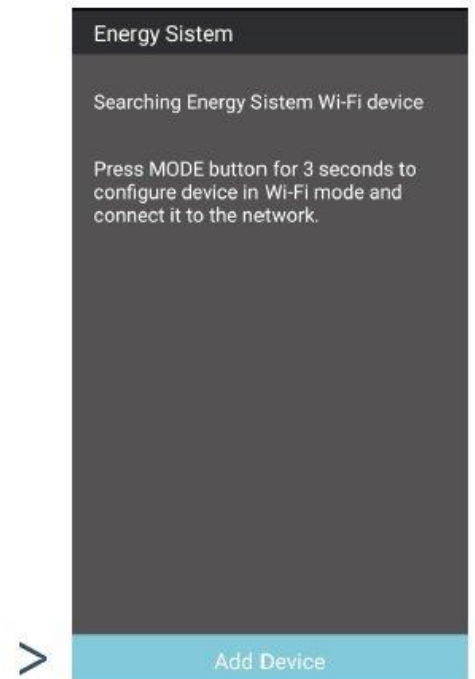 Energy Sistem
Searching Energy Sistem Wi-Fi device
Press MODE button for 3 seconds to
configure device in Wi-Fi mode and
connect it to the network.
> Add Device